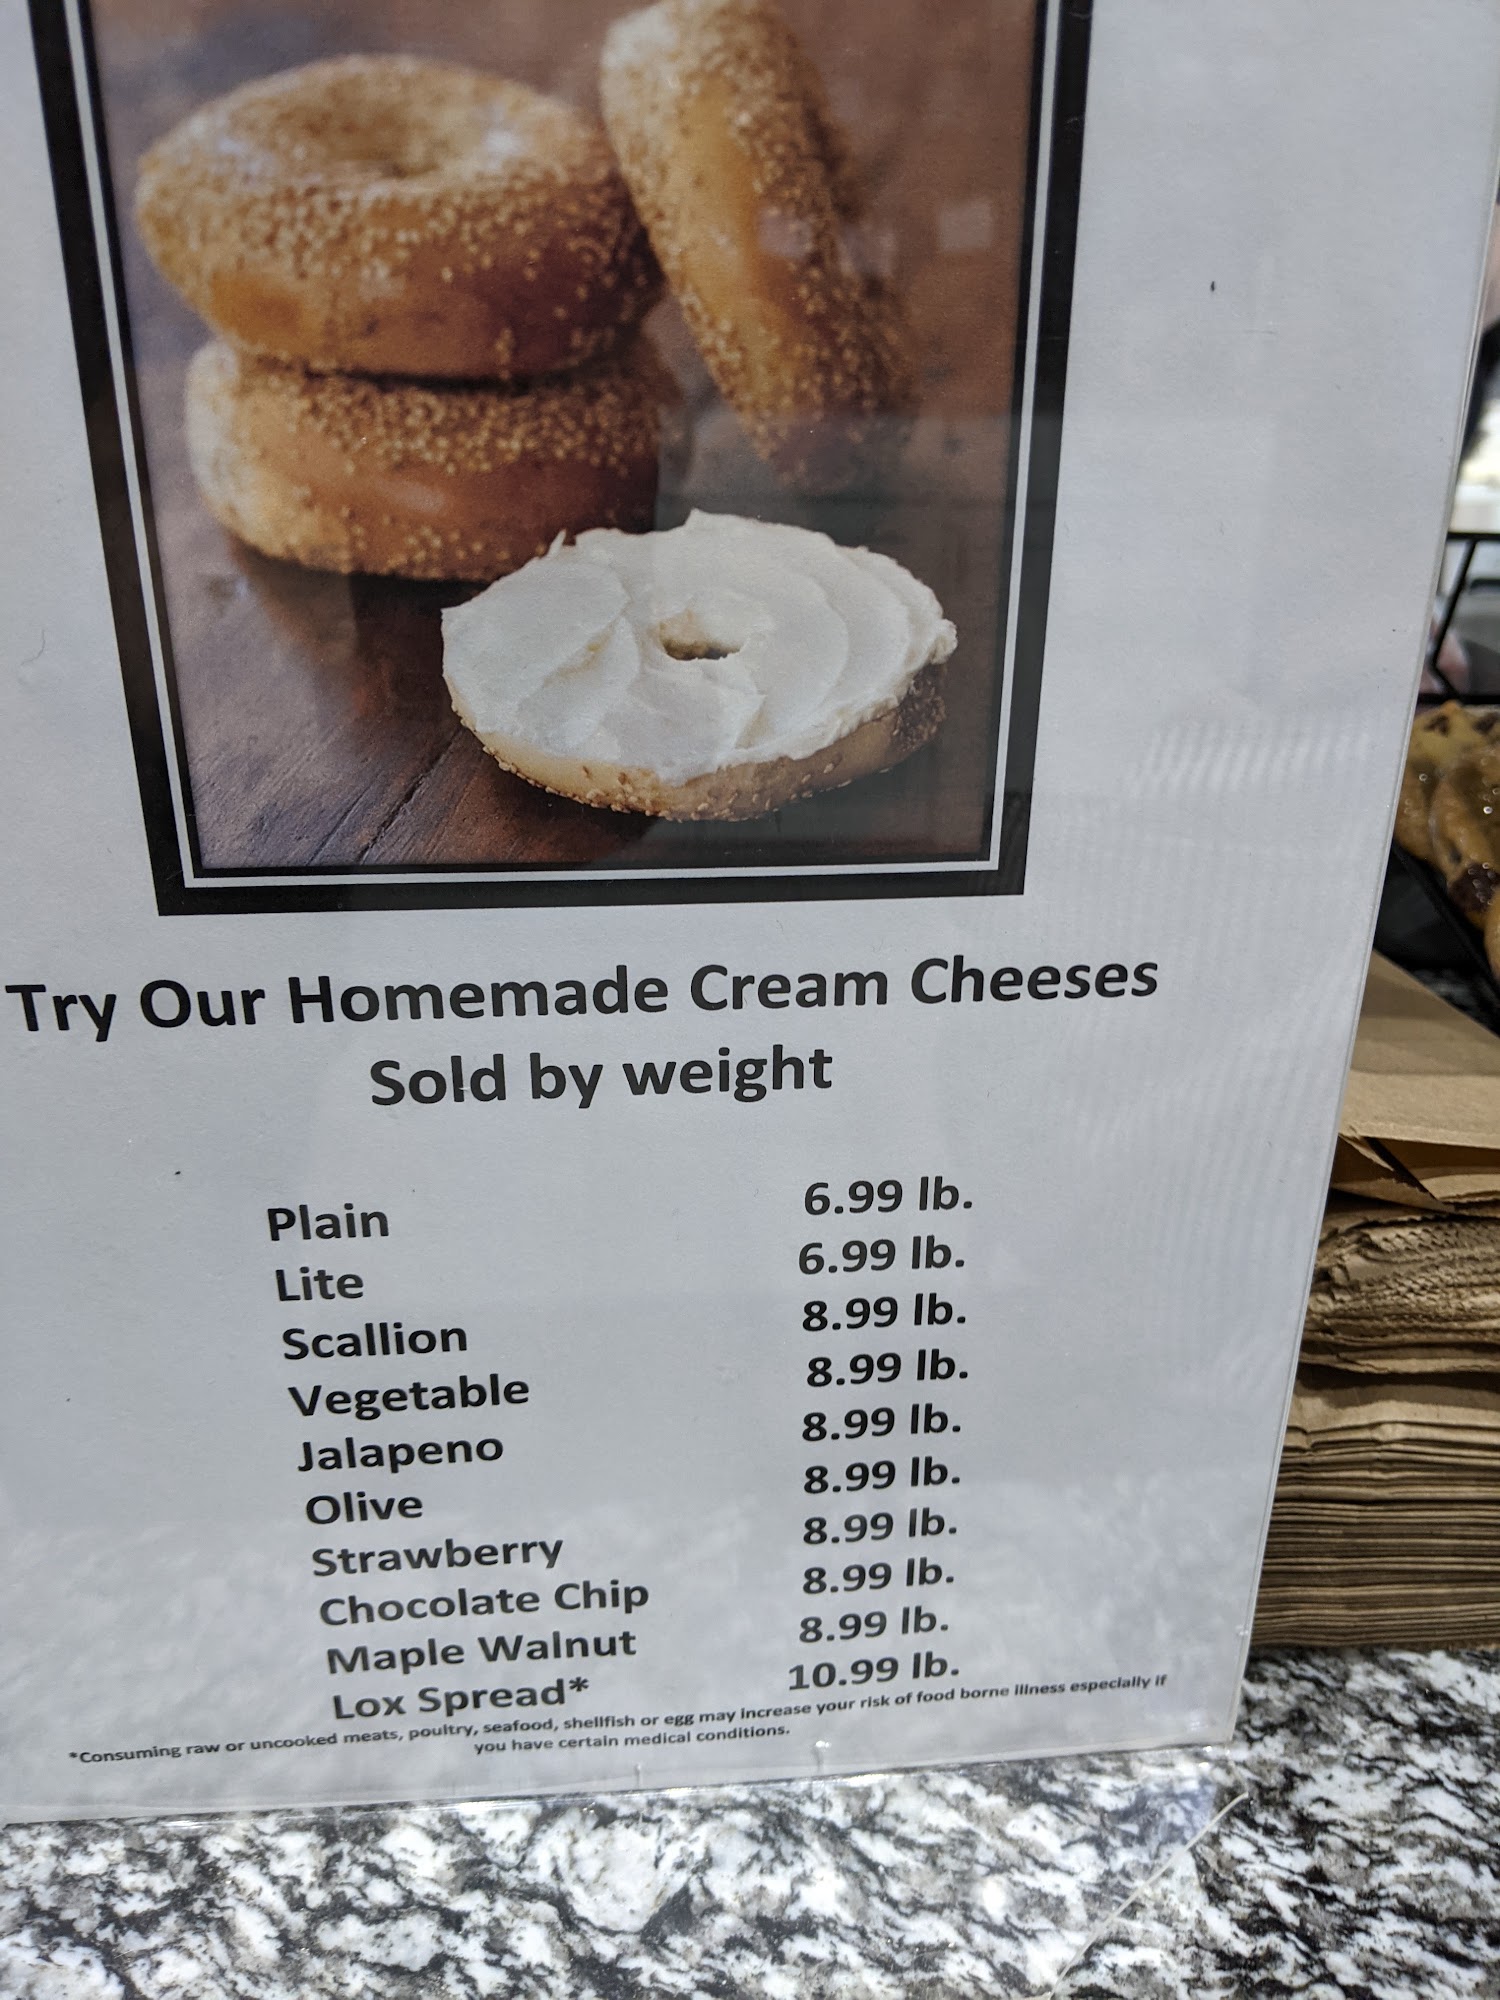 Try Our Homemade Cream Cheeses
Sold by weight
Plain 6.99 lb.
Lite 6.99 lb.
Scallion 8.99 lb.
Vegetable 8.99 lb.
Jalapeno 8.99 lb.
Olive 8.99 lb.
Strawberry 8.99 lb.
Chocolate Chip 8.99 lb.
Maple Walnut 8.99 lb.
Lox Spread* 10.99 lb.
*Consuming raw or uncooked meats, poultry, seafood, shellfish or egg may increase your risk of food borne illness especially if
you have certain medical conditions.